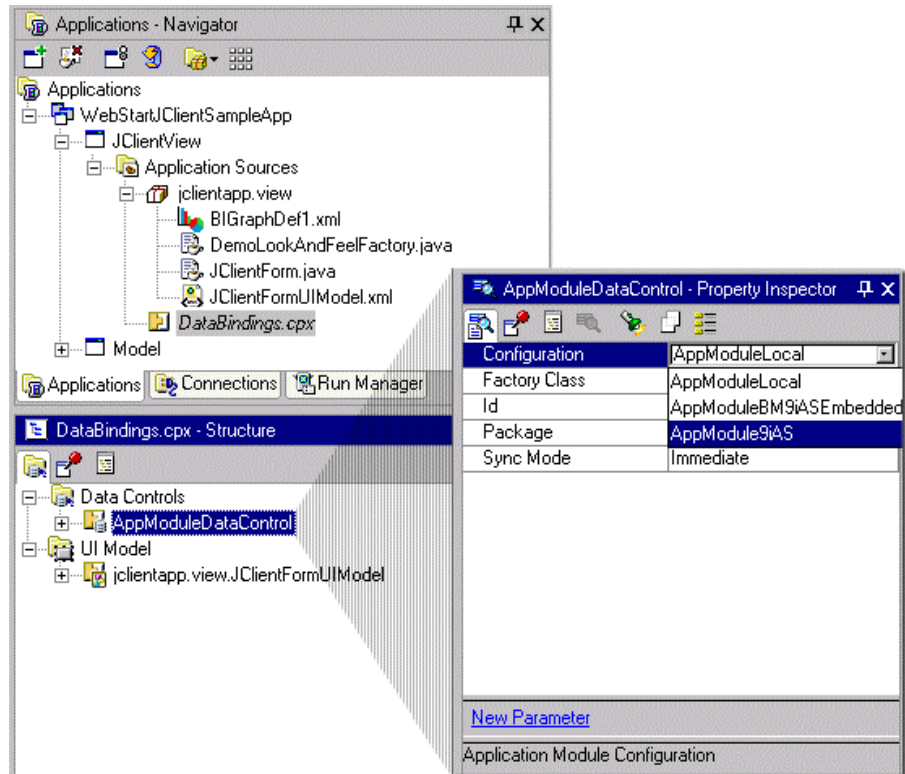 Applications - Navigator
Applications
WebStartJClientSampleApp
JClientView
Application Sources
jclientapp.view
BIGraphDef1.xml
DemoLookAndFeelFactory.java
JClientForm.java
JClientFormUIModel.xml
DataBindings.cpx
Model
Applications Connections Run Manager
DataBindings.cpx - Structure
Data Controls
AppModuleDataControl
UI Model
jclientapp.view.JClientFormUIModel
AppModuleDataControl - Property Inspector
Configuration AppModuleLocal
Factory Class AppModuleLocal
Id AppModuleBM9iASEmbedded
Package AppModule9iAS
Sync Mode Immediate
New Parameter
Application Module Configuration